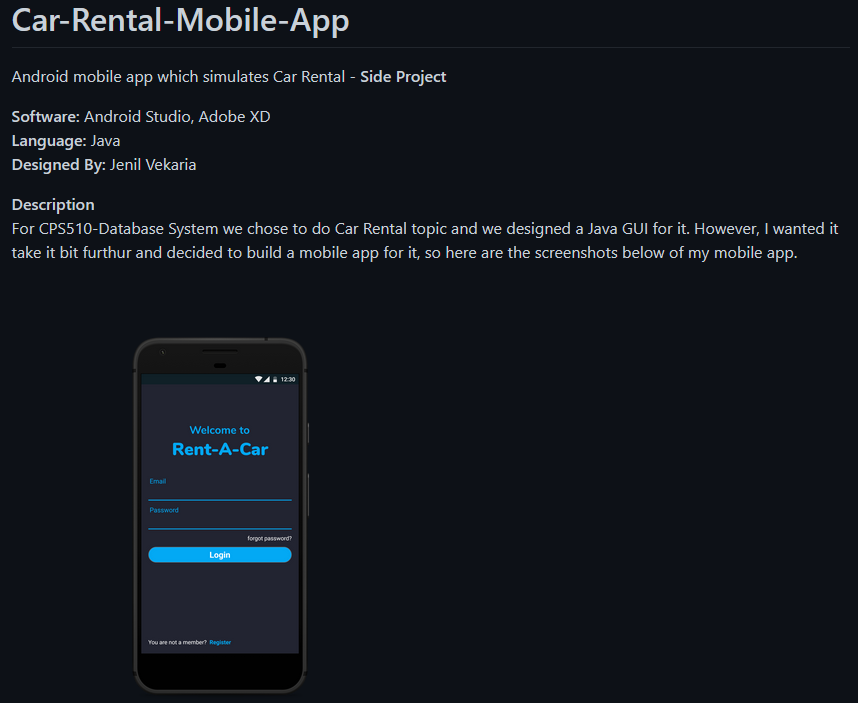 Car-Rental-Mobile-App
Android mobile app which simulates Car Rental - Side Project
Software: Android Studio, Adobe XD
Language: Java
Designed By: Jenil Vekaria
Description
For CPS510-Database System we chose to do Car Rental topic and we designed a Java GUI for it. However, I wanted it
take it bit furthur and decided to build a mobile app for it, so here are the screenshots below of my mobile app.
12:30
Welcome to
Rent-A-Car
Email
Password
forgot password?
Login
You are not a member? Register